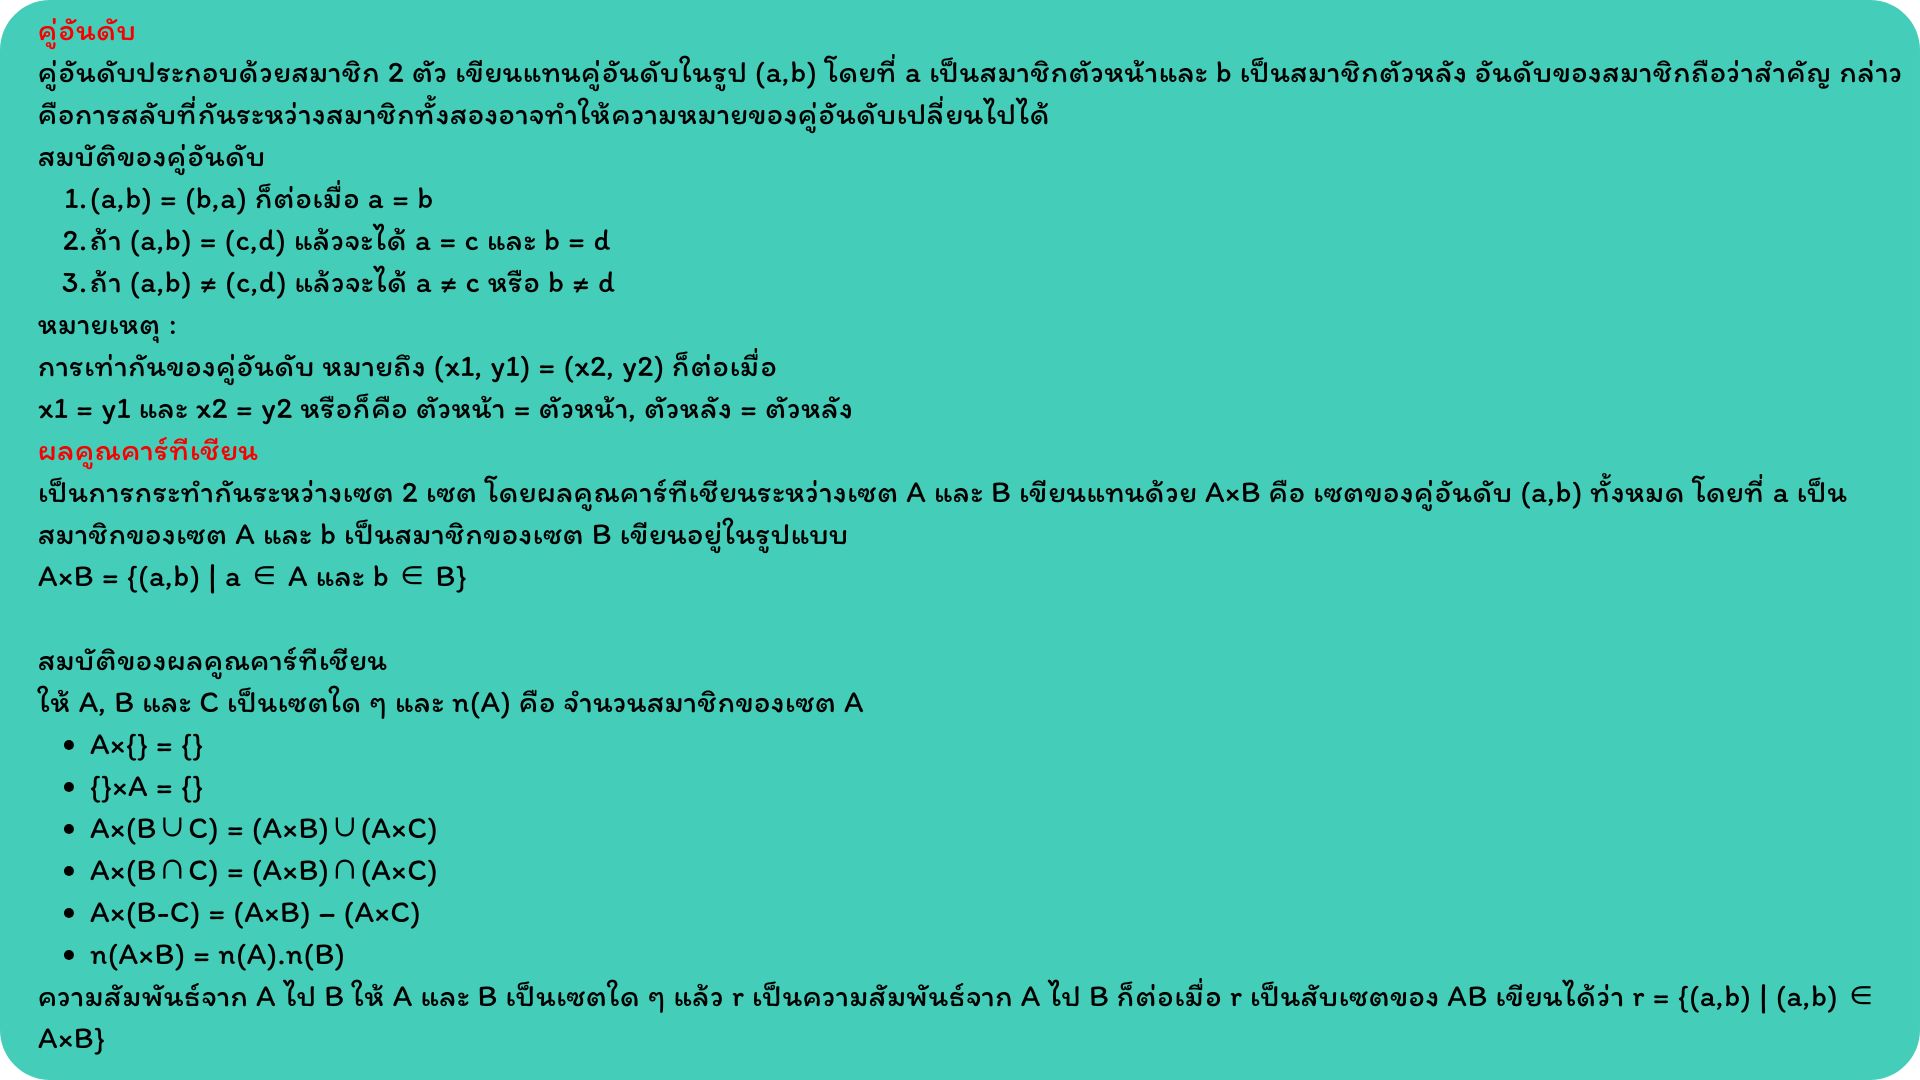 คู่อันดับ
คู่อันดับประกอบด้วยสมาชิก 2 ตัว เขียนแทนคู่อันดับในรูป (a,b) โดยที่ a เป็นสมาชิกตัวหน้าและ b เป็นสมาชิกตัวหลัง อันดับของสมาชิกถือว่าสำคัญ กล่าว
คือการสลับที่กันระหว่างสมาชิกทั้งสองอาจทำให้ความหมายของคู่อันดับเปลี่ยนไปได้
สมบัติของคู่อันดับ
1. (a,b) = (b,a) ก็ต่อเมื่อ a = b
2. ถ้า (a,b) = (c,d) แล้วจะได้ a = c และ b = d
3. ถ้า (a,b) ≠ (c,d) แล้วจะได้ a ≠ c หรือ b ≠ d
หมายเหตุ :
การเท่ากันของคู่อันดับ หมายถึง (x1, y1) = (x2, y2) ก็ต่อเมื่อ
x1 = y1 และ x2 = y2 หรือก็คือ ตัวหน้า = ตัวหน้า, ตัวหลัง = ตัวหลัง
ผลคูณคาร์ทีเซียน
เป็นการกระทำกันระหว่างเซต 2 เซต โดยผลคูณคาร์ทีเซียนระหว่างเซต A และ B เขียนแทนด้วย A×B คือ เซตของคู่อันดับ (a,b) ทั้งหมด โดยที่ a เป็น
สมาชิกของเซต A และ b เป็นสมาชิกของเซต B เขียนอยู่ในรูปแบบ
A×B = {(a,b) | a ∈ A และ b ∈ B}
สมบัติของผลคูณคาร์ทีเซียน
ให้ A, B และ C เป็นเซตใด ๆ และ n(A) คือ จำนวนสมาชิกของเซต A
• A×{} = {}
• {}×A = {}
• A×(B∪C) = (A×B)∪(A×C)
• A×(B∩C) = (A×B)∩(A×C)
• A×(B-C) = (A×B) – (A×C)
• n(A×B) = n(A).n(B)
ความสัมพันธ์จาก A ไป B ให้ A และ B เป็นเซตใด ๆ แล้ว r เป็นความสัมพันธ์จาก A ไป B ก็ต่อเมื่อ r เป็นสับเซตของ AB เขียนได้ว่า r = {(a,b) | (a,b) ∈
A×B}